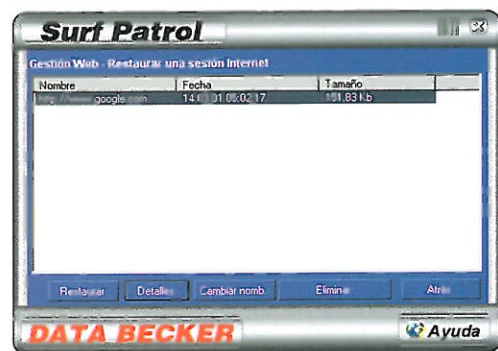 Surf Patrol
Gestión Web - Restaurar una sesión Internet
Nombre Fecha Tamaño
google.com Kb
Restaurar Detalles Cambiar nomb. Eliminar Atrás
DATA BECKER Ayuda